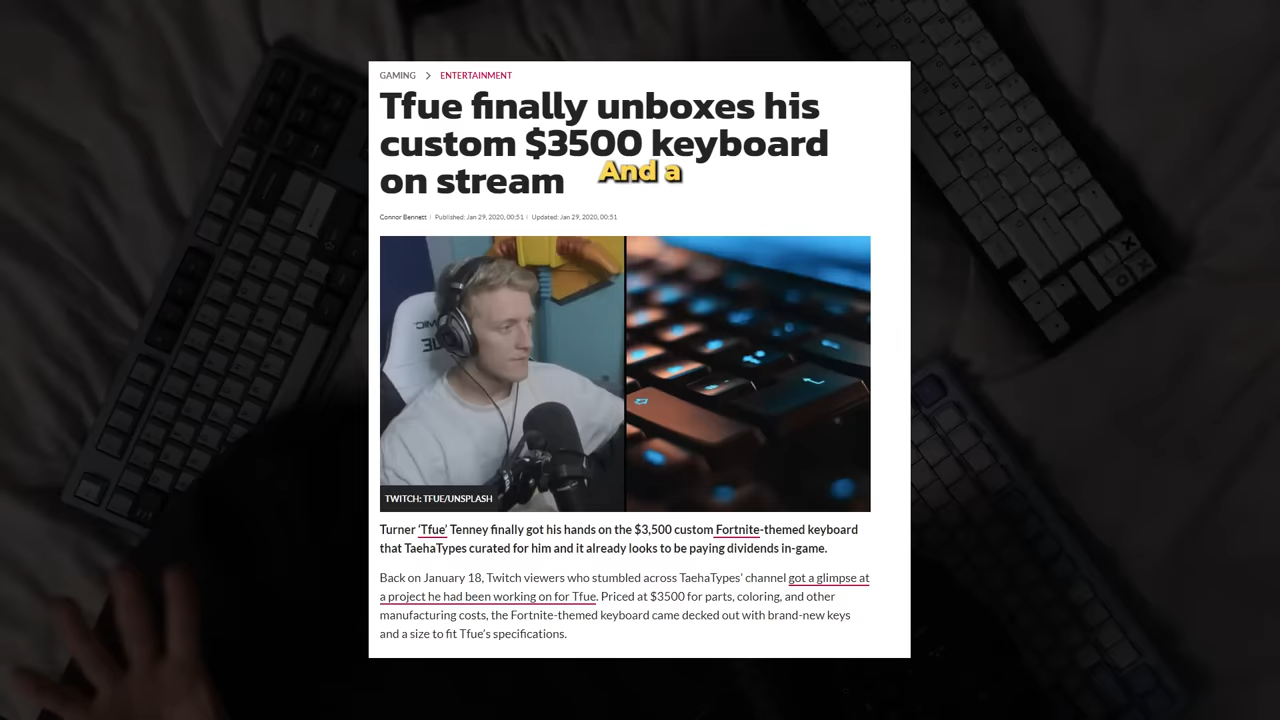 GAMING > ENTERTAINMENT
Tfue finally unboxes his
custom $3500 keyboard
And a
on stream
Connor Bennett | Published: Jan 29, 2020, 00:51 | Updated: Jan 29, 2020, 00:51
TWITCH: TFUE/UNSPLASH
Turner 'Tfue' Tenney finally got his hands on the $3,500 custom Fortnite-themed keyboard
that TaehaTypes curated for him and it already looks to be paying dividends in-game.
Back on January 18, Twitch viewers who stumbled across TaehaTypes' channel got a glimpse at
a project he had been working on for Tfue. Priced at $3500 for parts, coloring, and other
manufacturing costs, the Fortnite-themed keyboard came decked out with brand-new keys
and a size to fit Tfue's specifications.